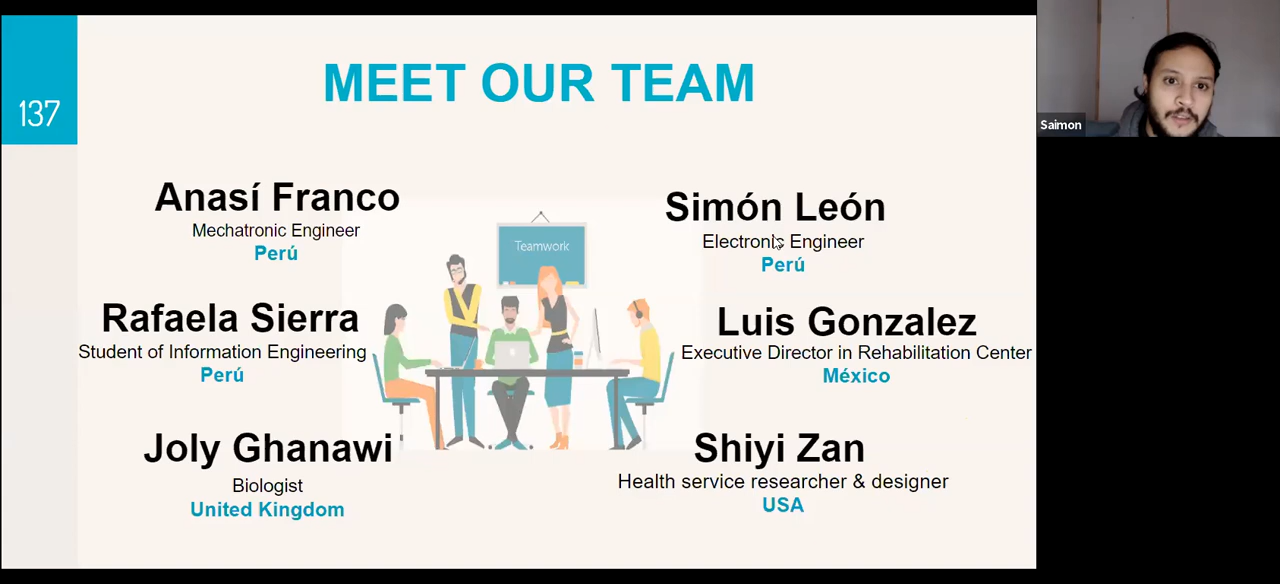 137
MEET OUR TEAM
Saimon
Anasí Franco
Mechatronic Engineer
Perú
Simón León
Electronic Engineer
Perú
Teamwork
Rafaela Sierra
Student of Information Engineering
Perú
Luis Gonzalez
Executive Director in Rehabilitation Center
México
Joly Ghanawi
Biologist
United Kingdom
Shiyi Zan
Health service researcher & designer
USA